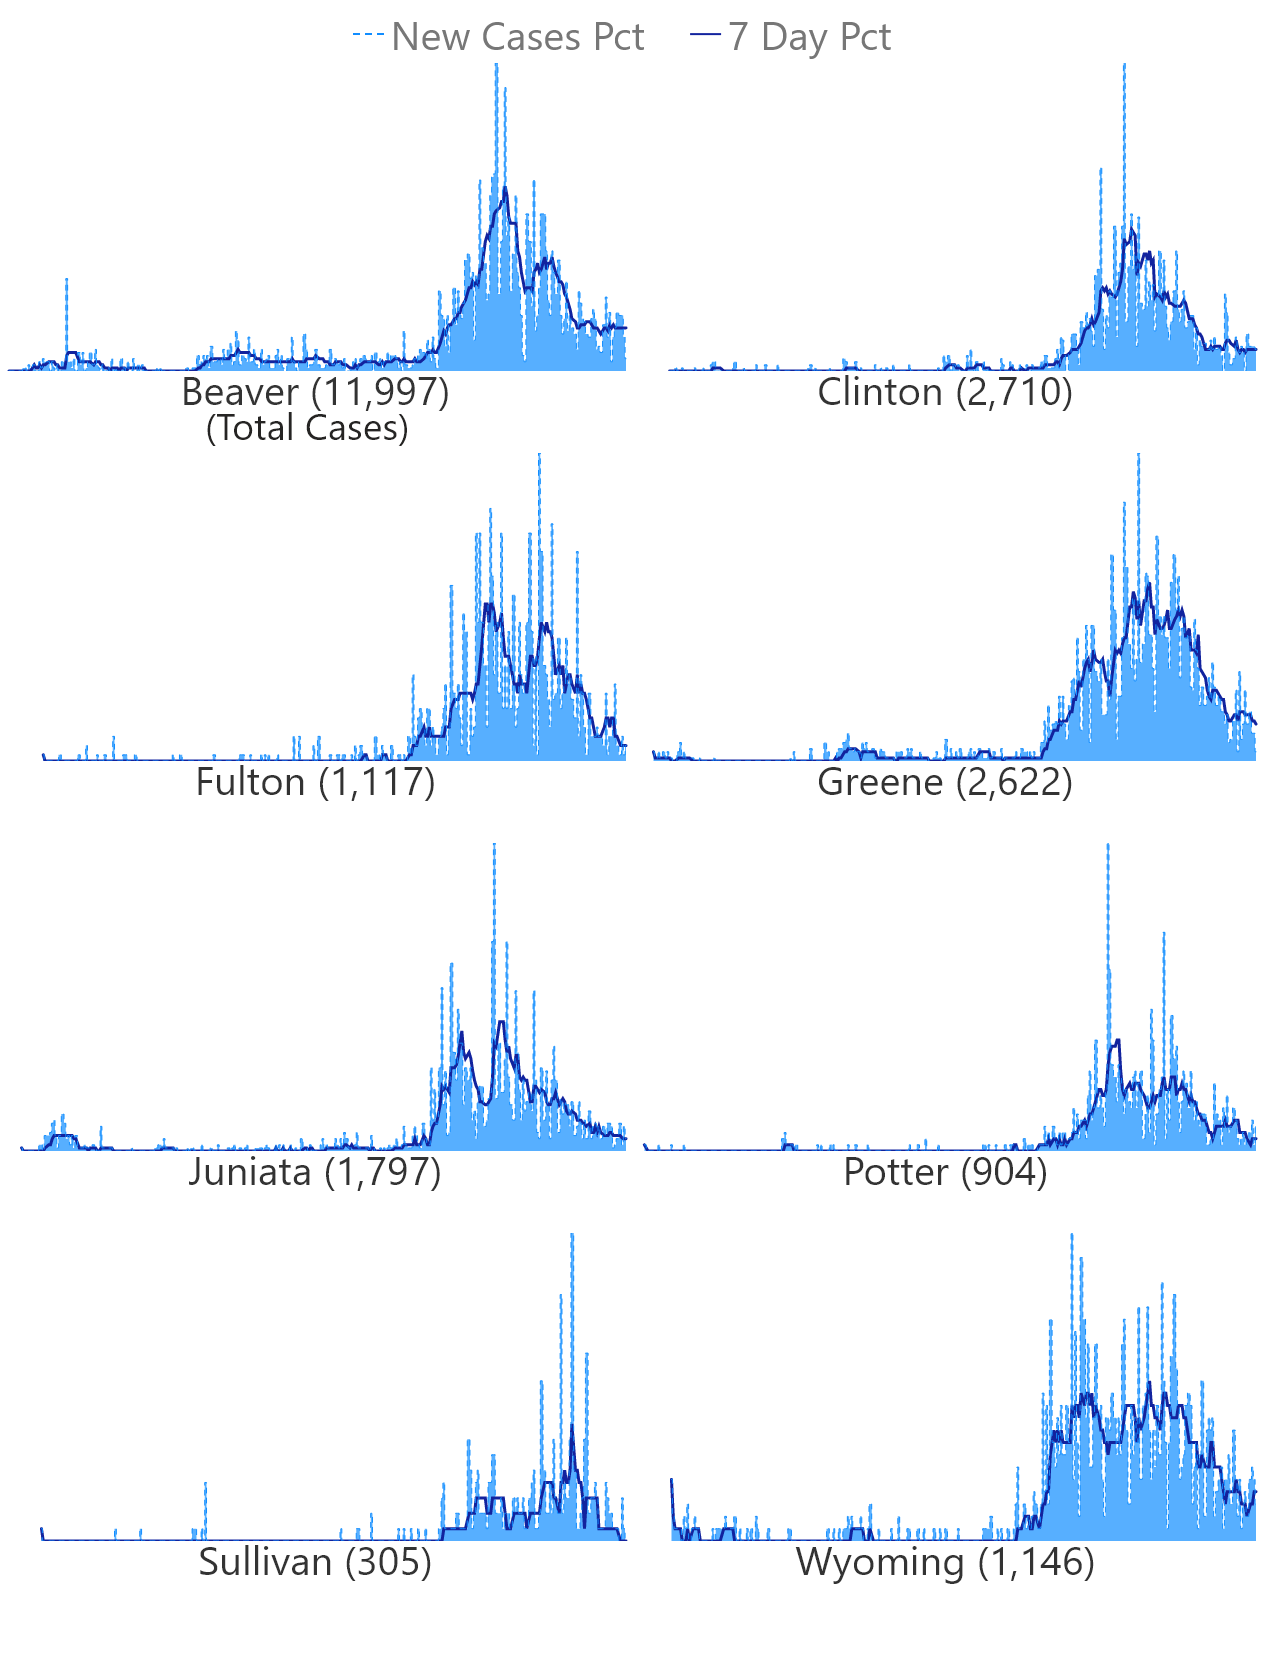 New Cases Pct 7 Day Pct
Beaver (11,997) Clinton (2,710)
(Total Cases)
Fulton (1,117) Greene (2,622)
Juniata (1,797) Potter (904)
Sullivan (305) Wyoming (1,146)